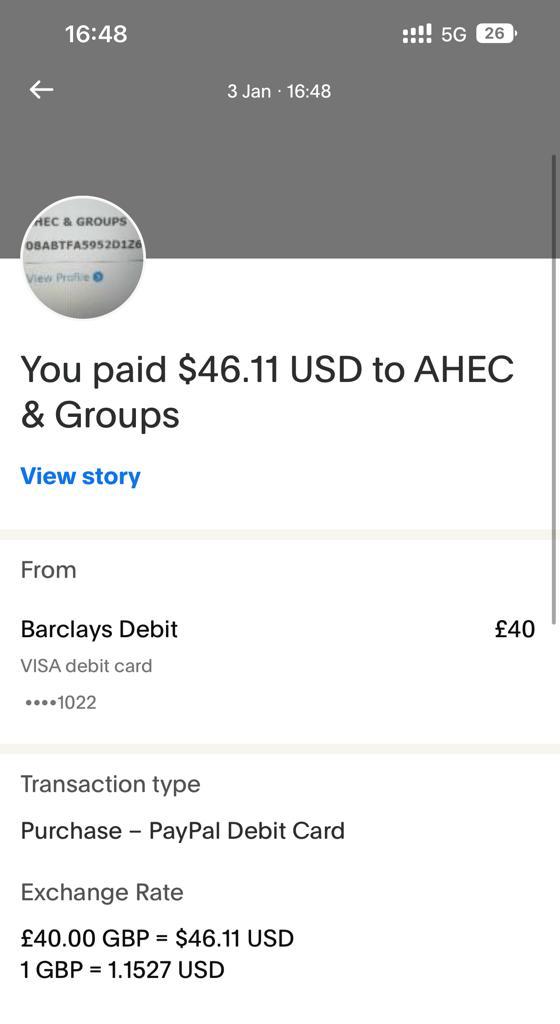 16:48
5G 26
3 Jan · 16:48
HEC & GROUPS
08ABTFA5952D1Z6
View Profile
You paid $46.11 USD to AHEC
& Groups
View story
From
Barclays Debit £40
VISA debit card
••••1022
Transaction type
Purchase – PayPal Debit Card
Exchange Rate
£40.00 GBP = $46.11 USD
1 GBP = 1.1527 USD